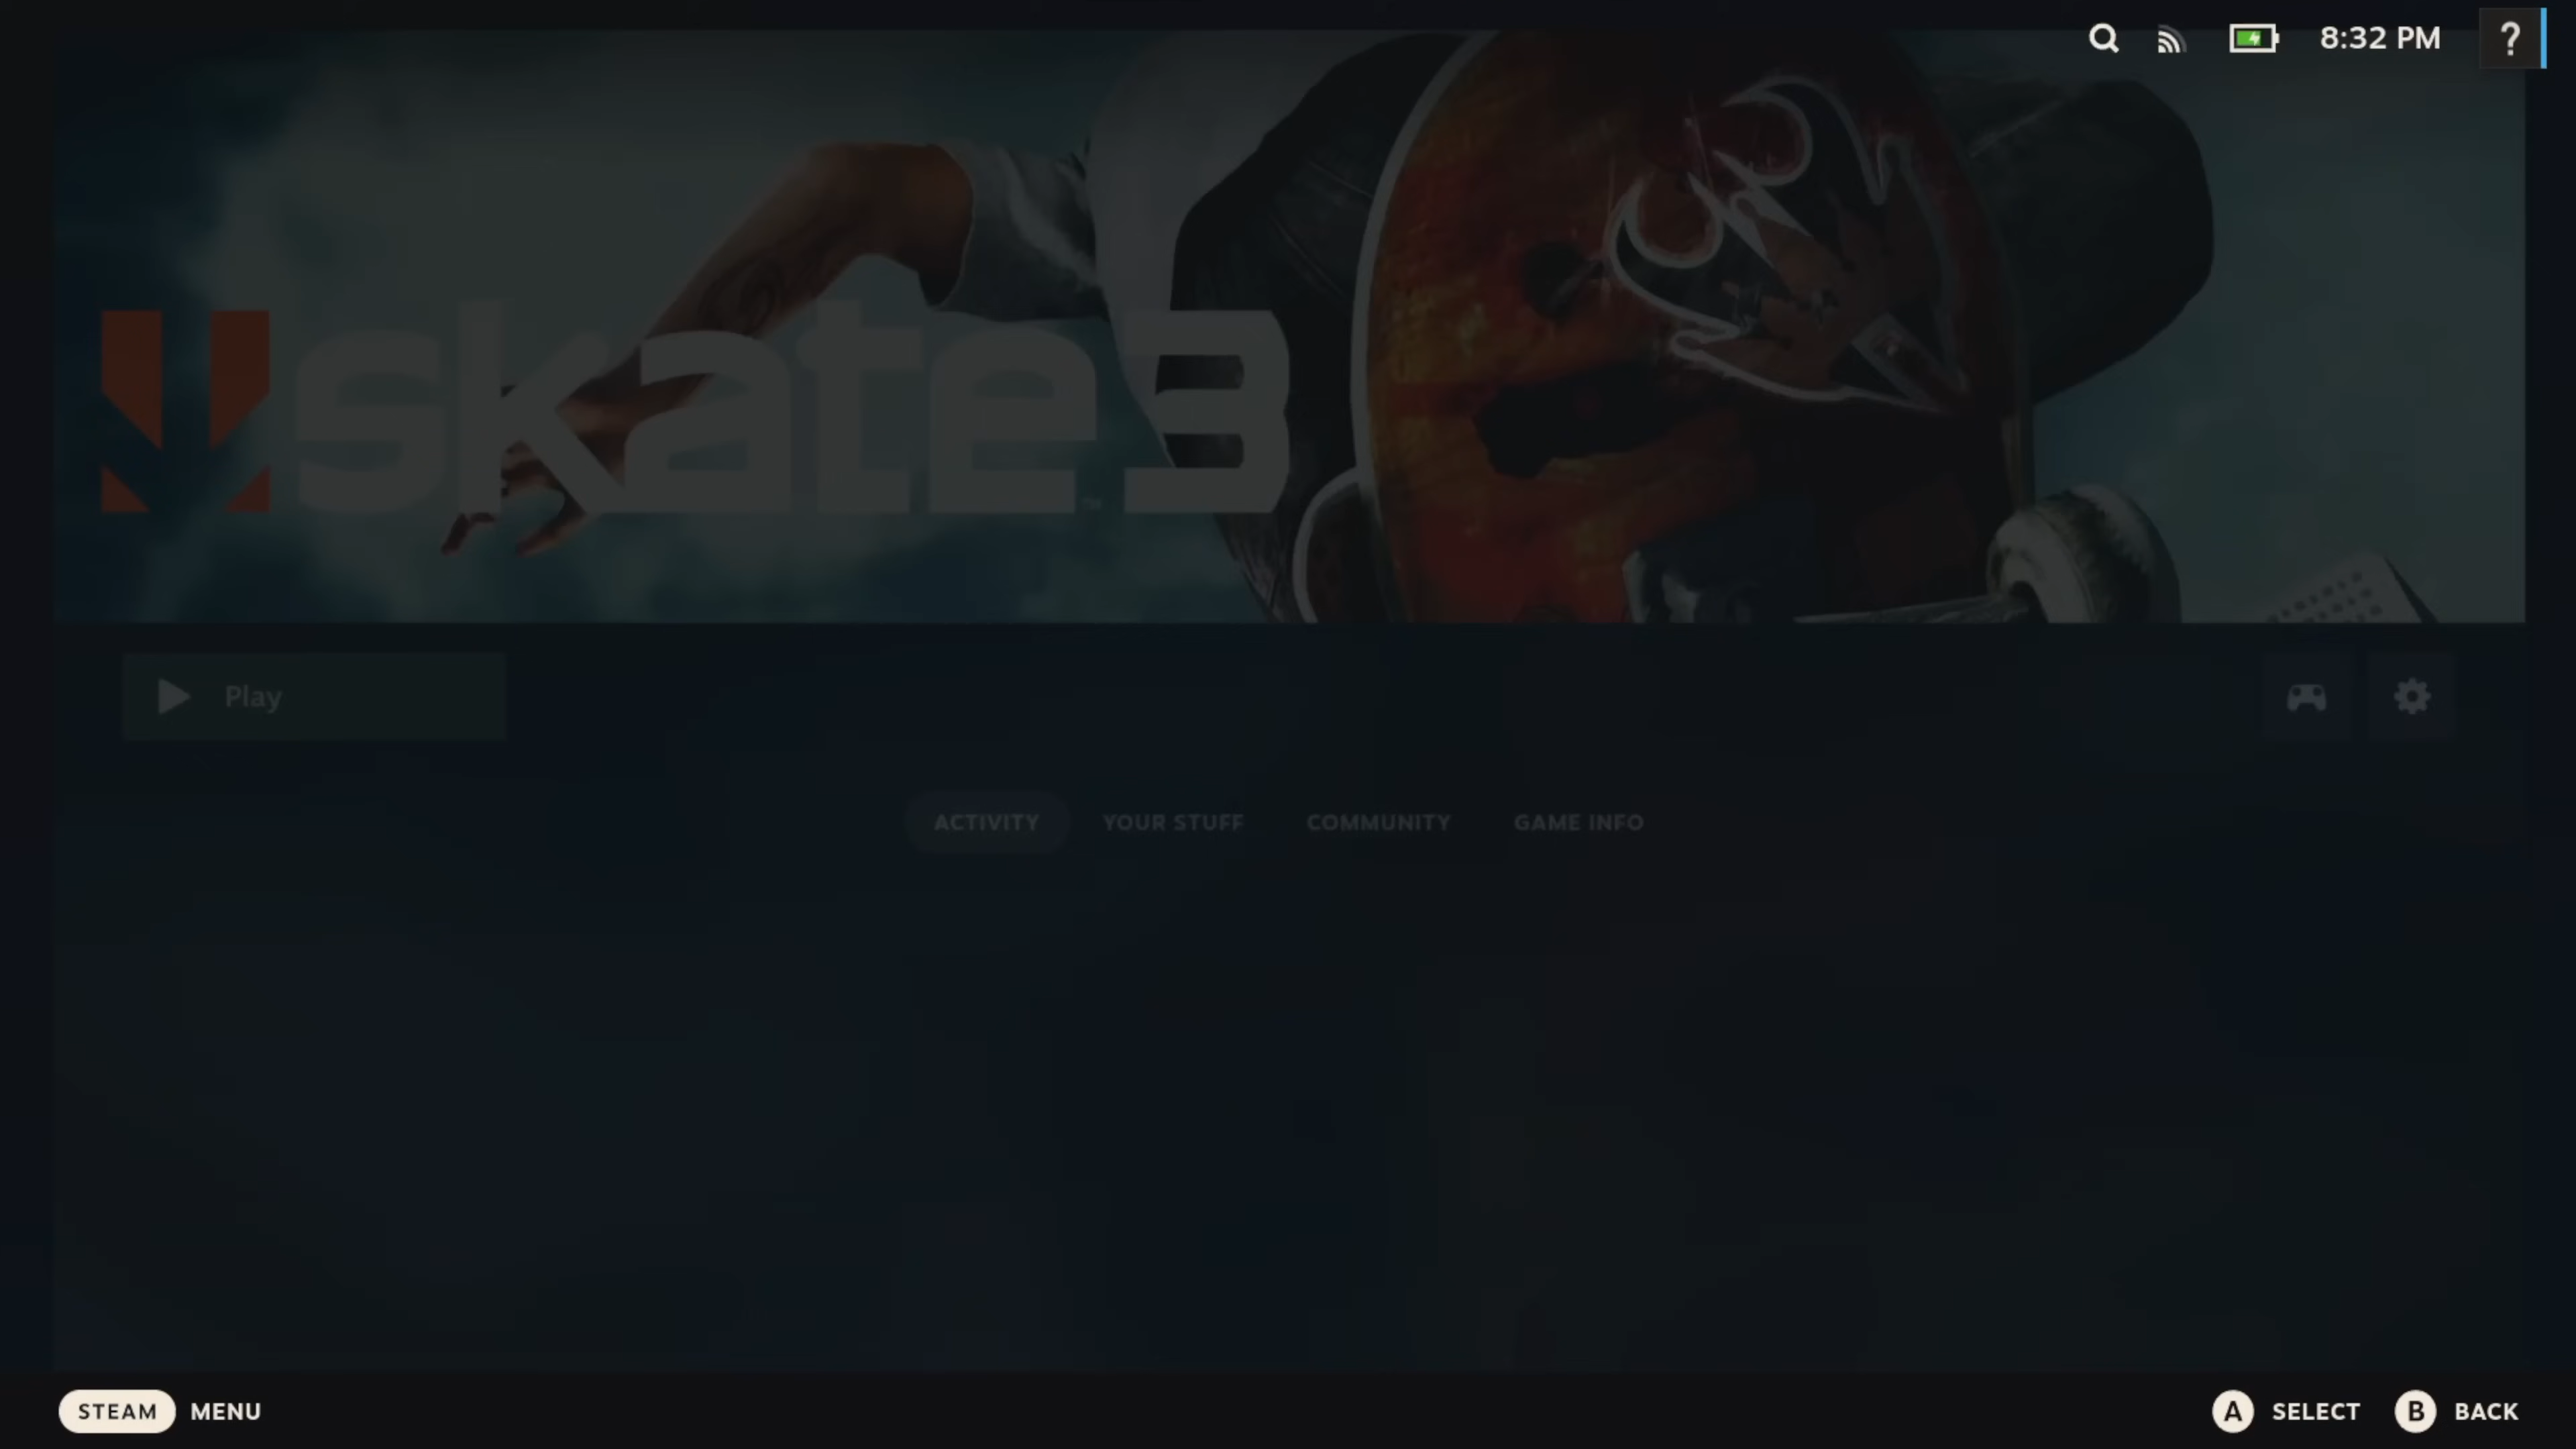 8:32 PM
?
skate 3
Play
ACTIVITY YOUR STUFF COMMUNITY GAME INFO
STEAM MENU A SELECT B BACK